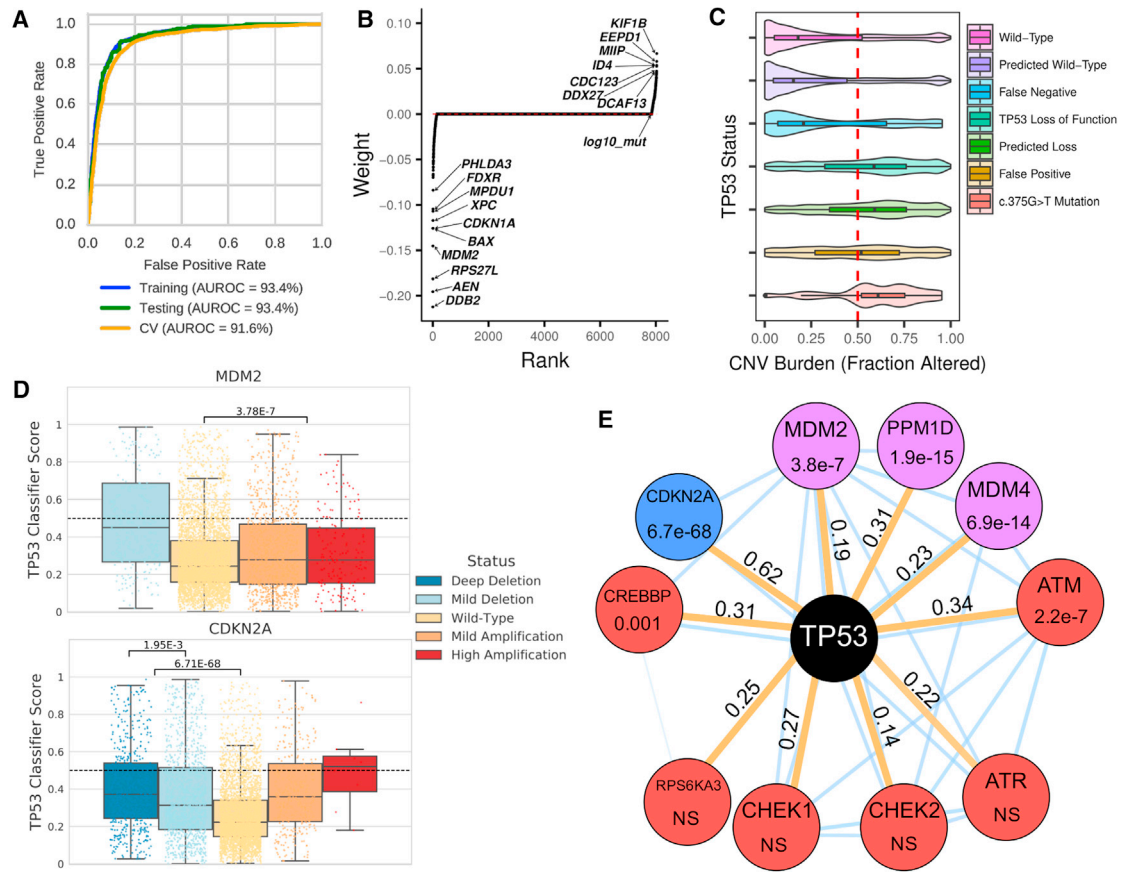 A
1.0
0.8
0.6
0.4
0.2
0.0
True Positive Rate
0.0
0.2
0.4
0.6
0.8
1.0
False Positive Rate
Training (AUROC = 93.4%)
Testing (AUROC = 93.4%)
CV (AUROC = 91.6%)
B
0.10
0.05
0.00
−0.05
−0.10
−0.15
−0.20
Weight
KIF1B
EEPD1
MIIP
ID4
CDC123
DDX27
DCAF13
log10_mut
PHLDA3
FDXR
MPDU1
XPC
CDKN1A
BAX
MDM2
RPS27L
AEN
DDB2
0
2000
4000
6000
8000
Rank
C
TP53 Status
0.00
0.25
0.50
0.75
1.00
CNV Burden (Fraction Altered)
Wild−Type
Predicted Wild−Type
False Negative
TP53 Loss of Function
Predicted Loss
False Positive
c.375G>T Mutation
D
MDM2
3.78E-7
1
0.8
0.6
0.4
0.2
0
TP53 Classifier Score
CDKN2A
1.95E-3
6.71E-68
1
0.8
0.6
0.4
0.2
0
TP53 Classifier Score
Status
Deep Deletion
Mild Deletion
Wild-Type
Mild Amplification
High Amplification
E
MDM2
3.8e-7
PPM1D
1.9e-15
CDKN2A
6.7e-68
MDM4
6.9e-14
CREBBP
0.001
ATM
2.2e-7
TP53
0.19
0.31
0.23
0.62
0.31
0.34
0.25
0.27
0.14
0.22
RPS6KA3
NS
CHEK1
NS
CHEK2
NS
ATR
NS